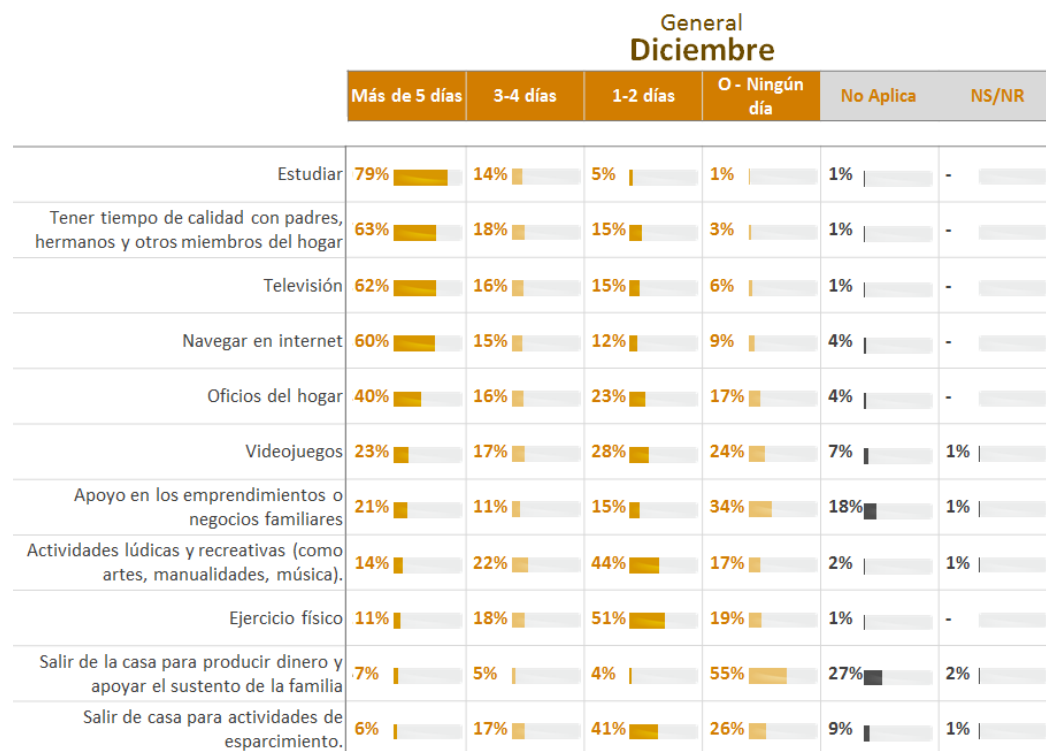 General
Diciembre
Más de 5 días 3-4 días 1-2 días O - Ningún día No Aplica NS/NR
Estudiar 79% 14% 5% 1% 1% -
Tener tiempo de calidad con padres,
hermanos y otros miembros del hogar 63% 18% 15% 3% 1% -
Televisión 62% 16% 15% 6% 1% -
Navegar en internet 60% 15% 12% 9% 4% -
Oficios del hogar 40% 16% 23% 17% 4% -
Videojuegos 23% 17% 28% 24% 7% 1%
Apoyo en los emprendimientos o
negocios familiares 21% 11% 15% 34% 18% 1%
Actividades lúdicas y recreativas (como
artes, manualidades, música). 14% 22% 44% 17% 2% 1%
Ejercicio físico 11% 18% 51% 19% 1% -
Salir de la casa para producir dinero y
apoyar el sustento de la familia 7% 5% 4% 55% 27% 2%
Salir de casa para actividades de
esparcimiento. 6% 17% 41% 26% 9% 1%